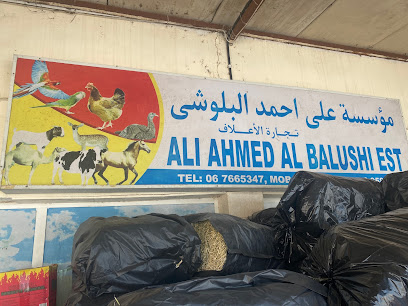 مؤسسة علي احمد البلوشي
تجارة الأعلاف
ALI AHMED AL BALUSHI EST
TEL: 06 7665347, MOB